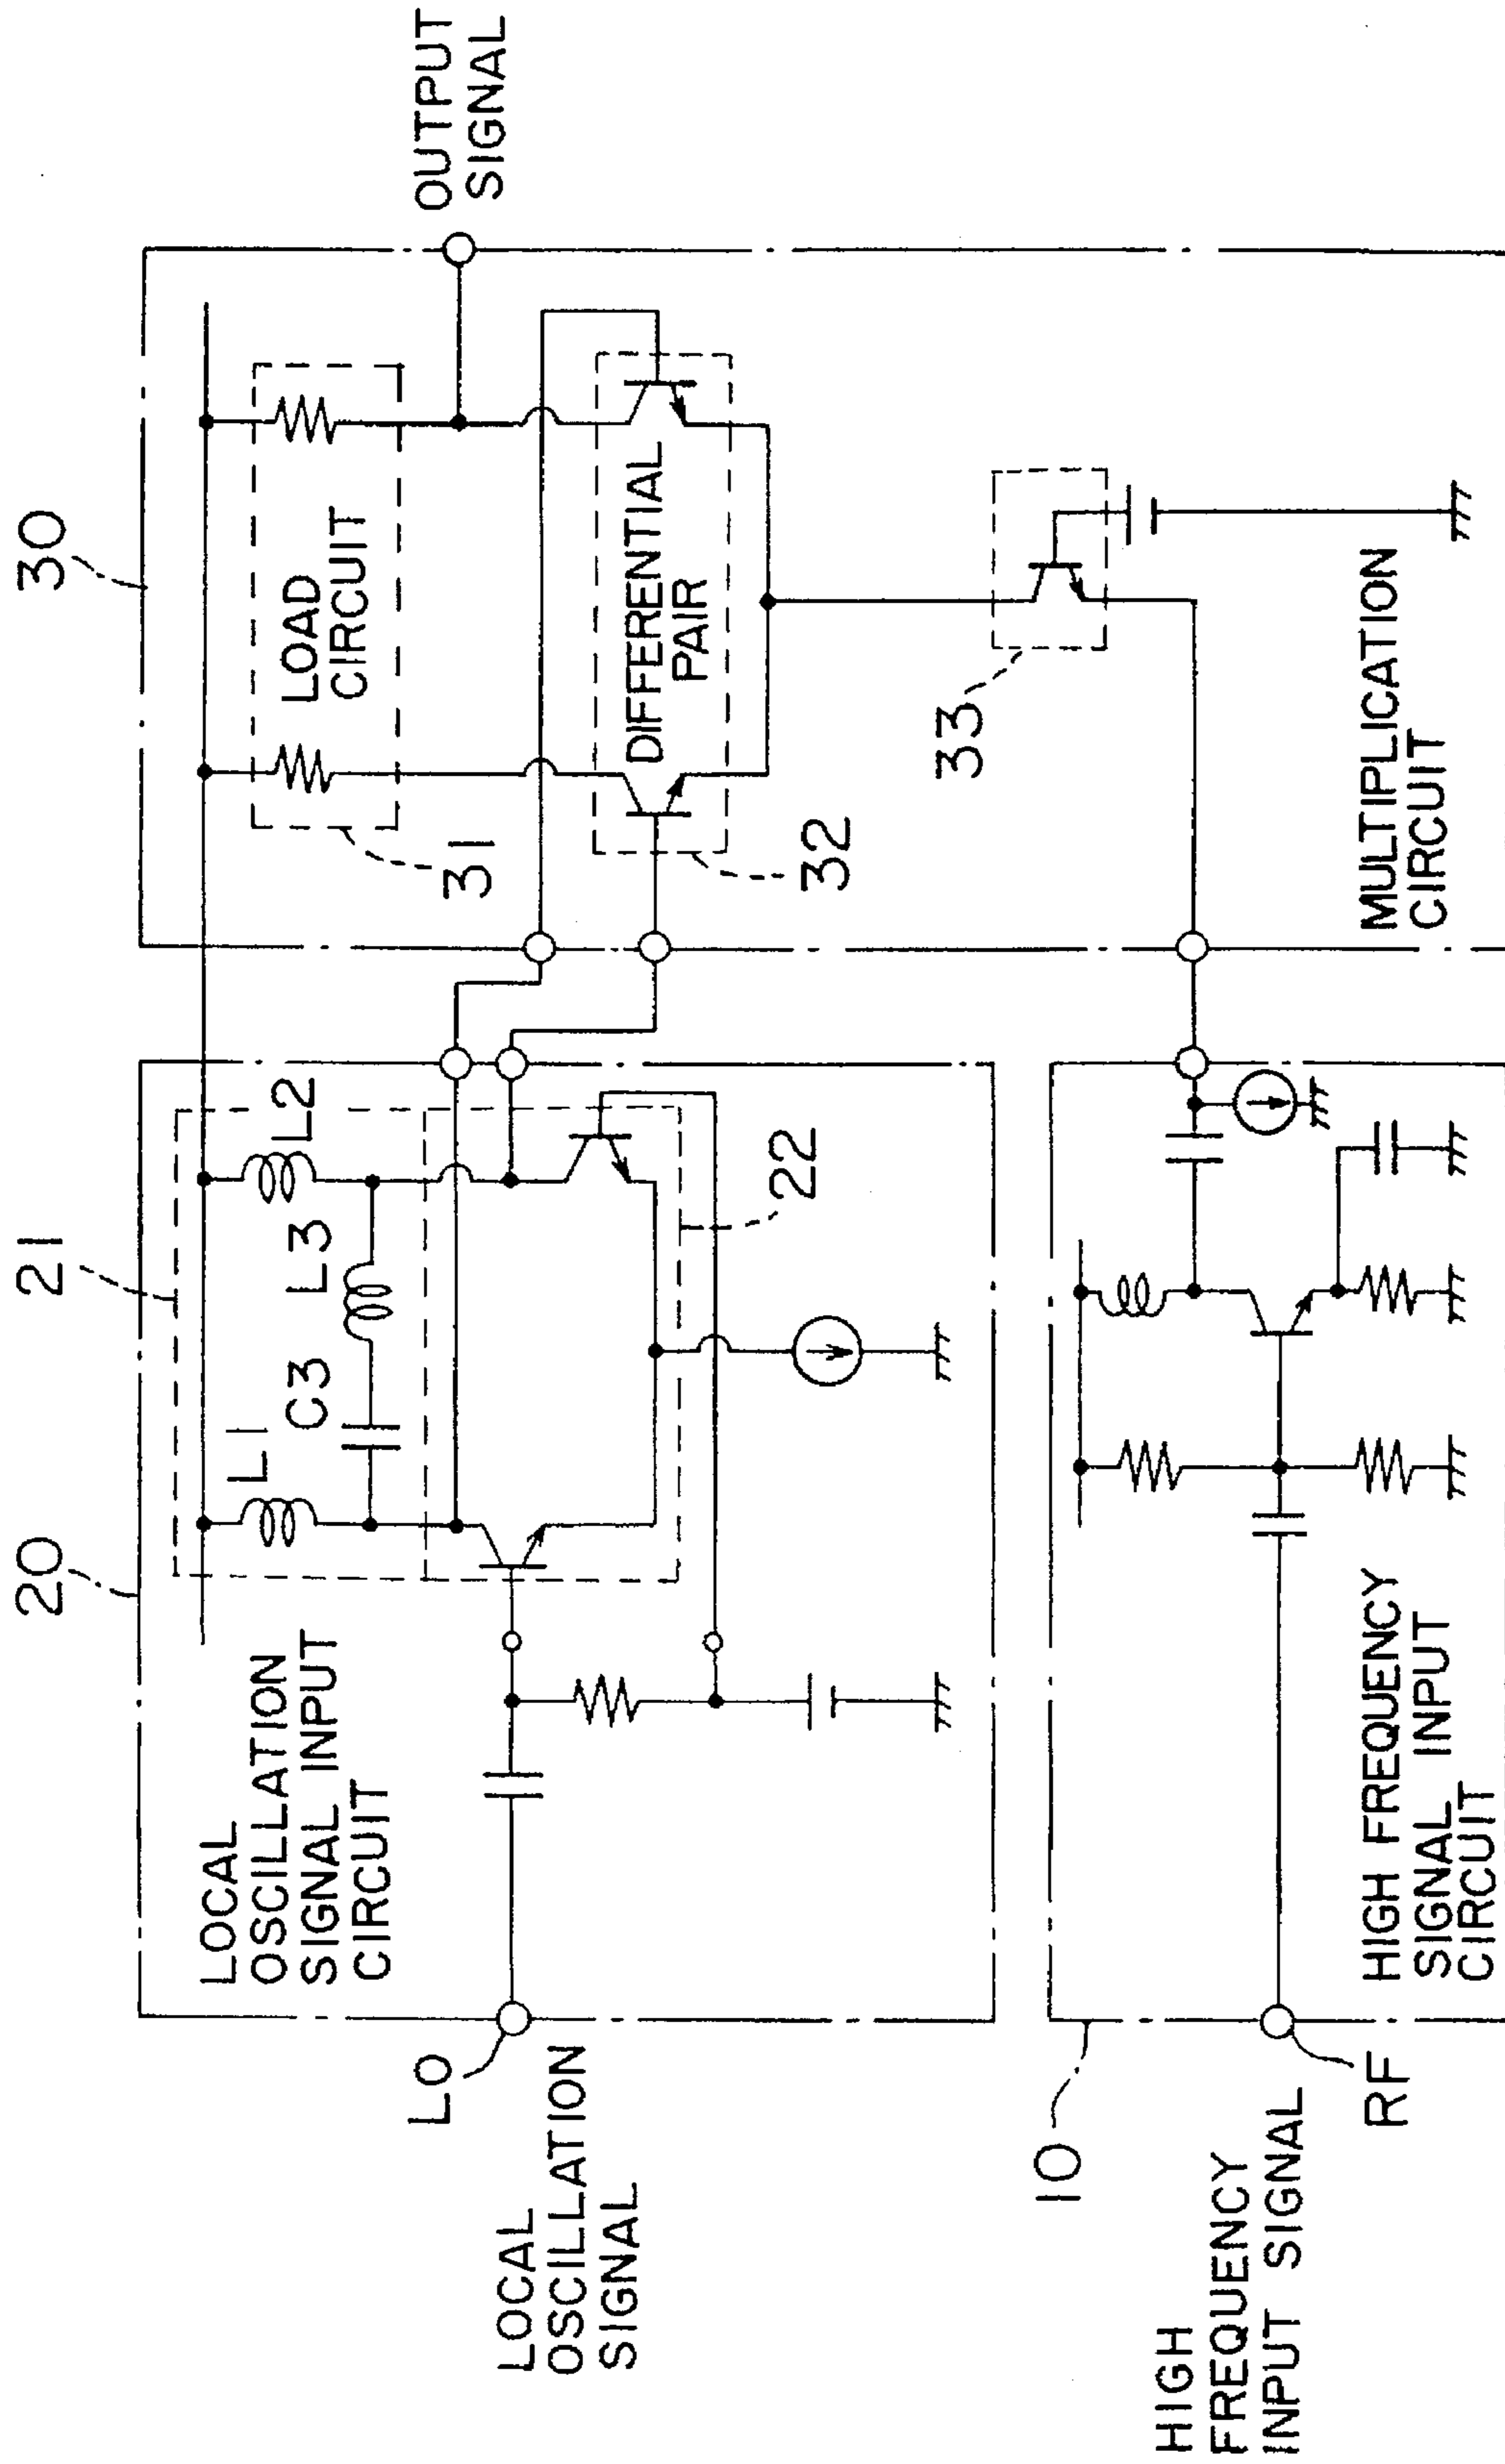 20
21
30
LOCAL
OSCILLATION
SIGNAL INPUT
CIRCUIT
L1
L2
C3
L3
22
LOAD
CIRCUIT
31
OUTPUT
SIGNAL
DIFFERENTIAL
PAIR
32
33
MULTIPLICATION
CIRCUIT
LO
LOCAL
OSCILLATION
SIGNAL
10
HIGH
FREQUENCY
INPUT SIGNAL
RF
HIGH FREQUENCY
SIGNAL INPUT
CIRCUIT